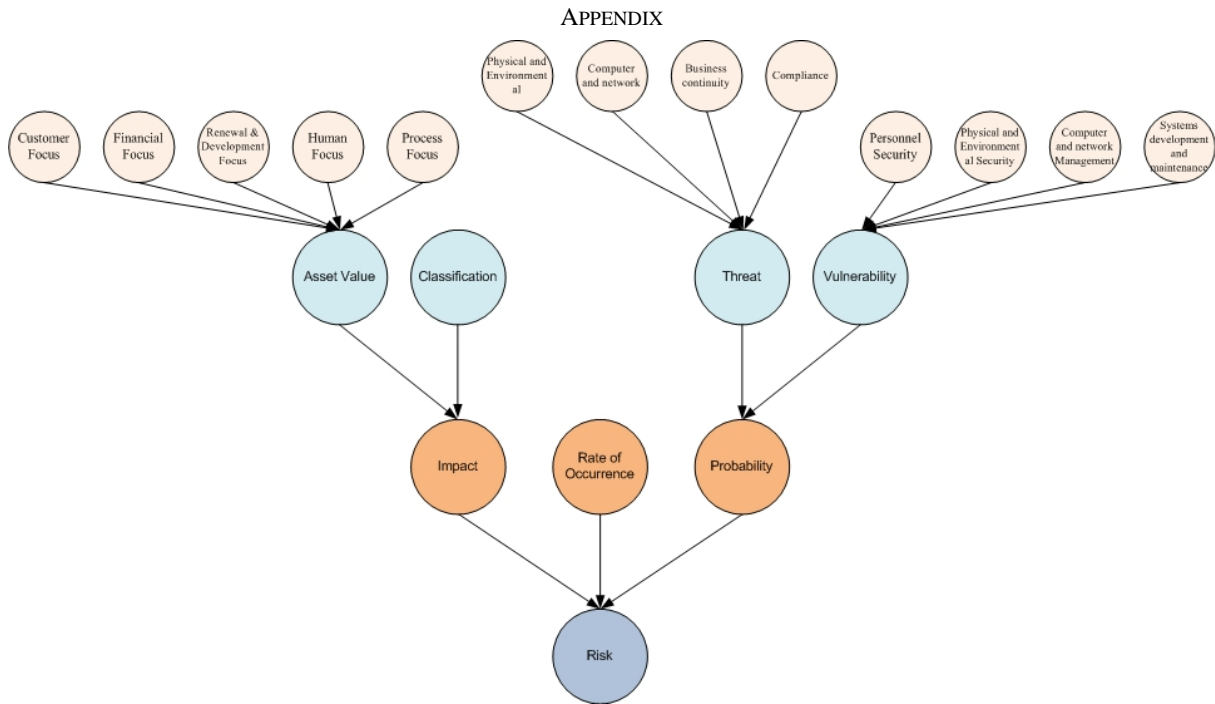 APPENDIX
Physical and
Environment
al
Computer
and network
Business
continuity
Compliance
Customer
Focus
Financial
Focus
Renewal &
Development
Focus
Human
Focus
Process
Focus
Personnel
Security
Physical and
Environment
al Security
Computer
and network
Management
Systems
development
and
maintenance
Asset Value
Classification
Threat
Vulnerability
Impact
Rate of
Occurrence
Probability
Risk